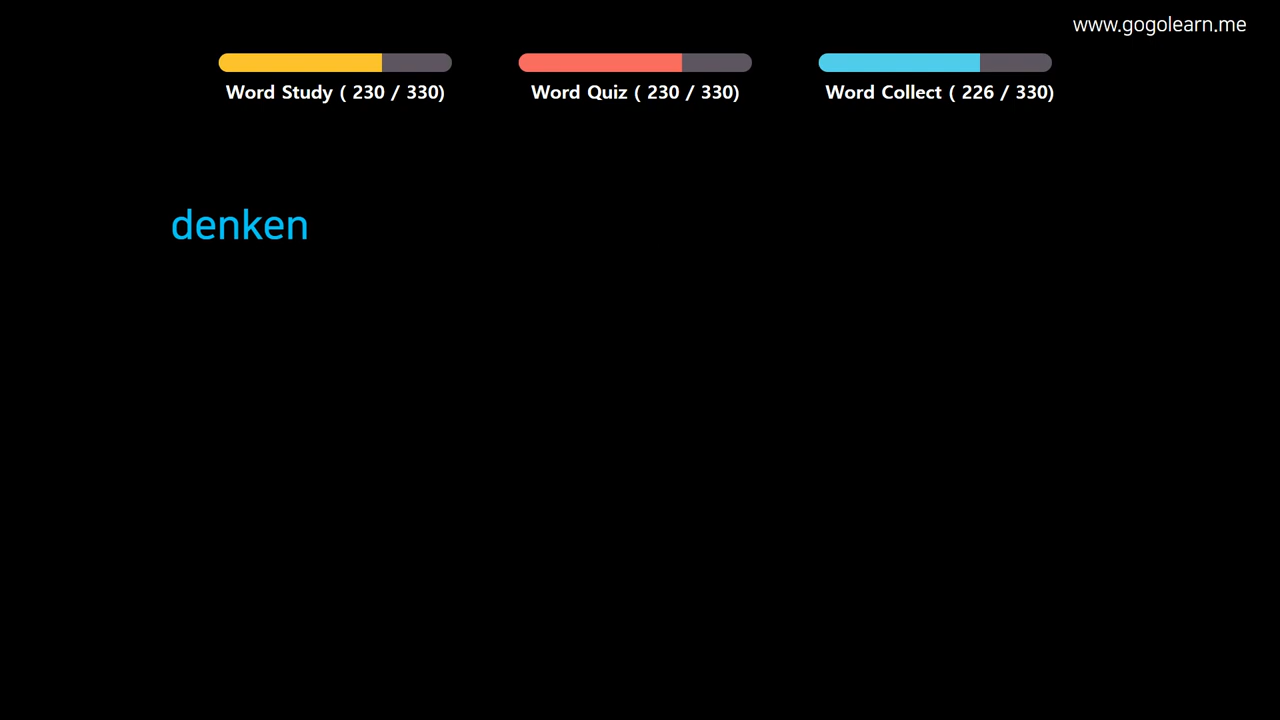 www.gogolearn.me
Word Study ( 230 / 330)
Word Quiz ( 230 / 330)
Word Collect ( 226 / 330)
denken